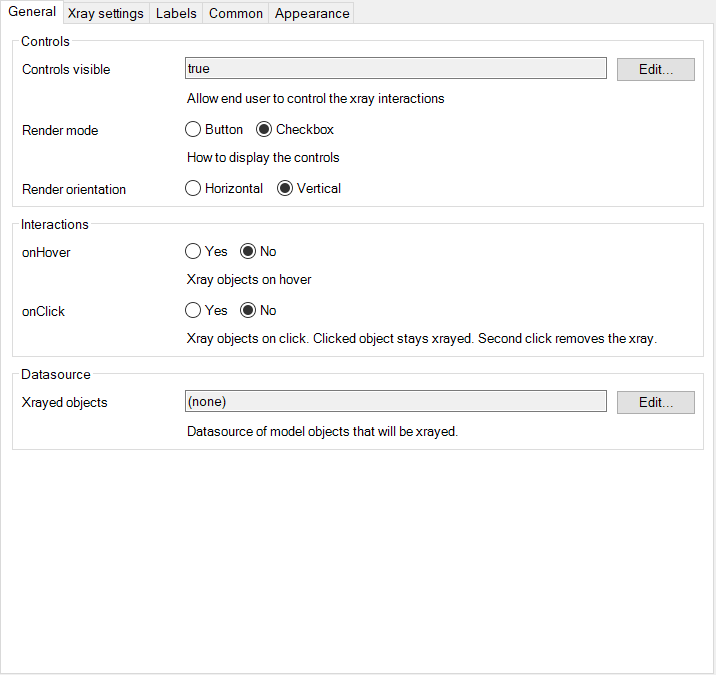 General Xray settings Labels Common Appearance
Controls
Controls visible true Edit...
Allow end user to control the xray interactions
Render mode Button Checkbox
How to display the controls
Render orientation Horizontal Vertical
Interactions
onHover Yes No
Xray objects on hover
onClick Yes No
Xray objects on click. Clicked object stays xrayed. Second click removes the xray.
Datasource
Xrayed objects (none) Edit...
Datasource of model objects that will be xrayed.